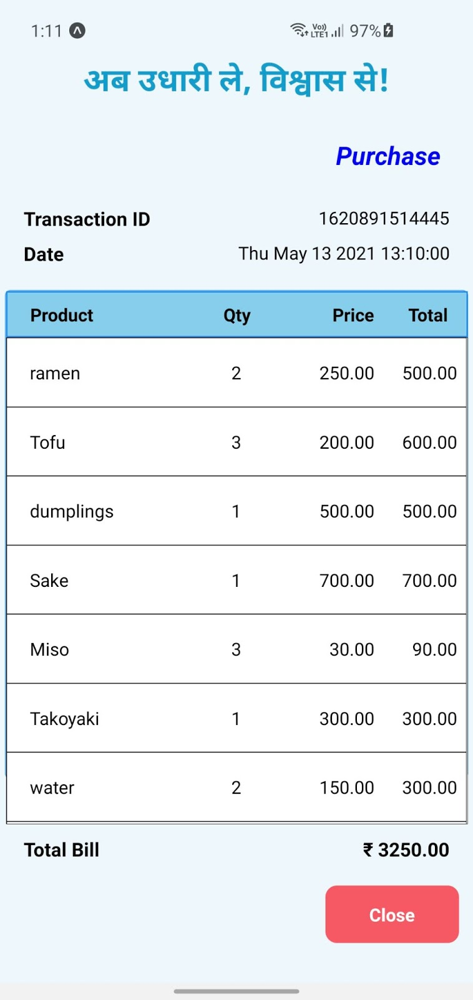 1:11 Vo)) LTE1 97%
अब उधारी ले, विश्वास से!
Purchase
Transaction ID 1620891514445
Date Thu May 13 2021 13:10:00
Product Qty Price Total
ramen 2 250.00 500.00
Tofu 3 200.00 600.00
dumplings 1 500.00 500.00
Sake 1 700.00 700.00
Miso 3 30.00 90.00
Takoyaki 1 300.00 300.00
water 2 150.00 300.00
Total Bill ₹ 3250.00
Close